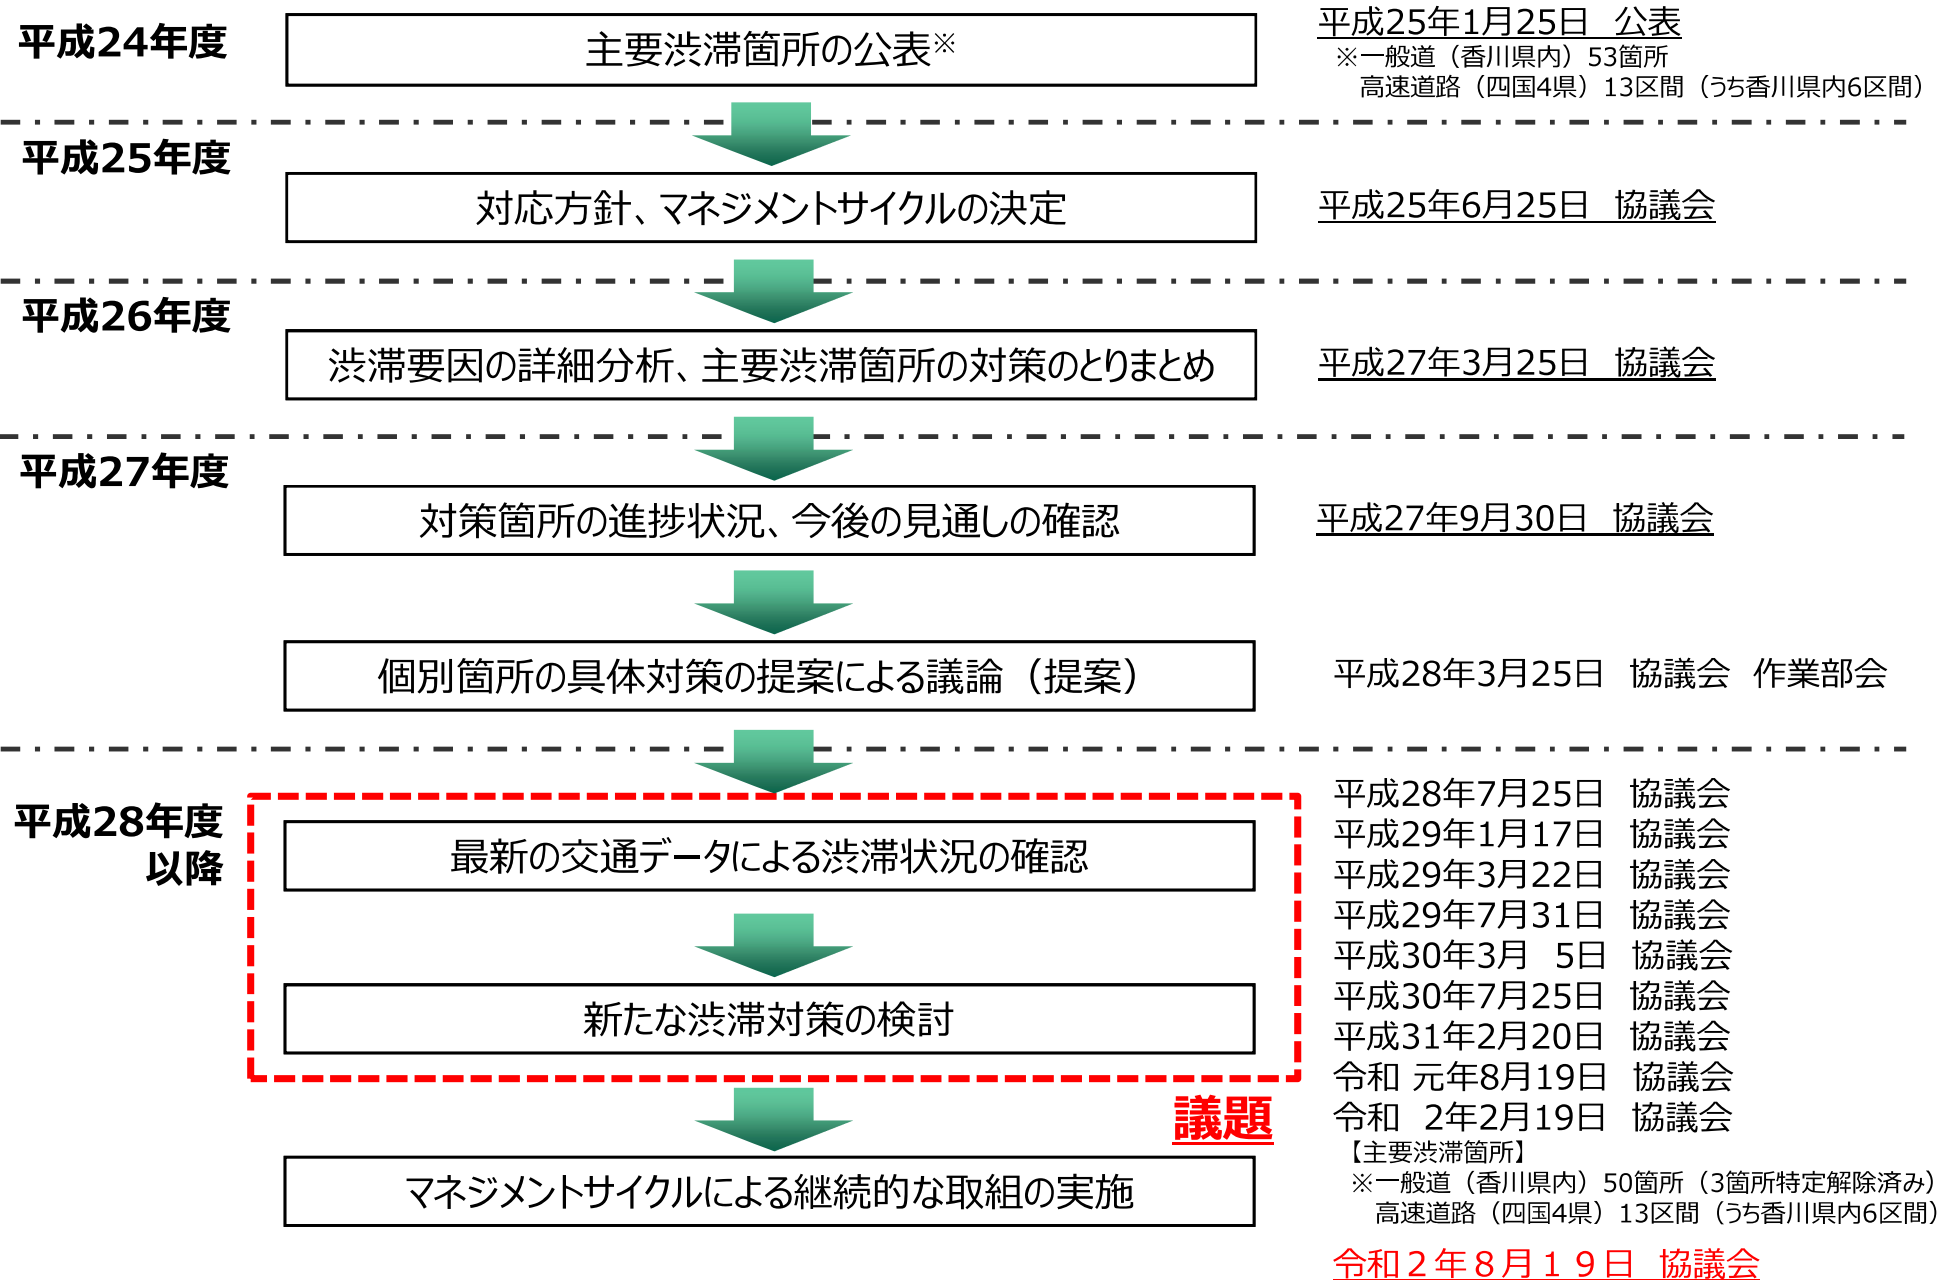 平成24年度
主要渋滞箇所の公表※
平成25年1月25日　公表
※一般道（香川県内）53箇所
高速道路（四国4県）13区間（うち香川県内6区間）
平成25年度
対応方針、マネジメントサイクルの決定
平成25年6月25日　協議会
平成26年度
渋滞要因の詳細分析、主要渋滞箇所の対策のとりまとめ
平成27年3月25日　協議会
平成27年度
対策箇所の進捗状況、今後の見通しの確認
平成27年9月30日　協議会
個別箇所の具体対策の提案による議論（提案）
平成28年3月25日　協議会　作業部会
平成28年度
以降
最新の交通データによる渋滞状況の確認
新たな渋滞対策の検討
議題
マネジメントサイクルによる継続的な取組の実施
平成28年7月25日　協議会
平成29年1月17日　協議会
平成29年3月22日　協議会
平成29年7月31日　協議会
平成30年3月　5日　協議会
平成30年7月25日　協議会
平成31年2月20日　協議会
令和 元年8月19日　協議会
令和　2年2月19日　協議会
【主要渋滞箇所】
※一般道（香川県内）50箇所（3箇所特定解除済み）
高速道路（四国4県）13区間（うち香川県内6区間）
令和２年８月１９日　協議会